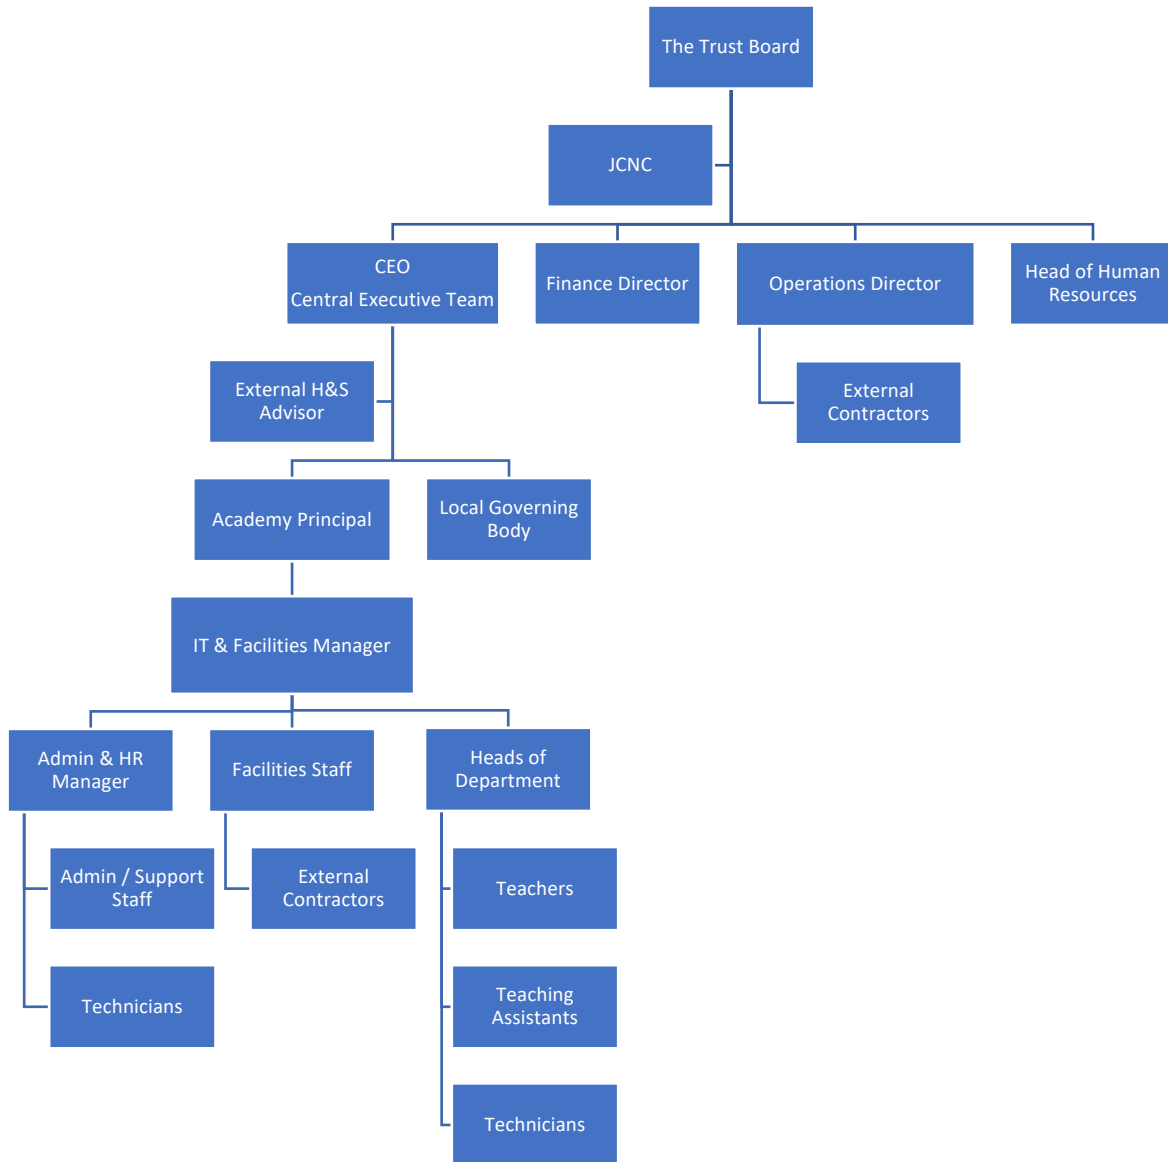 The Trust Board
JCNC
CEO
Central Executive Team
Finance Director
Operations Director
Head of Human
Resources
External H&S
Advisor
External
Contractors
Academy Principal
Local Governing
Body
IT & Facilities Manager
Admin & HR
Manager
Facilities Staff
Heads of
Department
Admin / Support
Staff
External
Contractors
Teachers
Technicians
Teaching
Assistants
Technicians